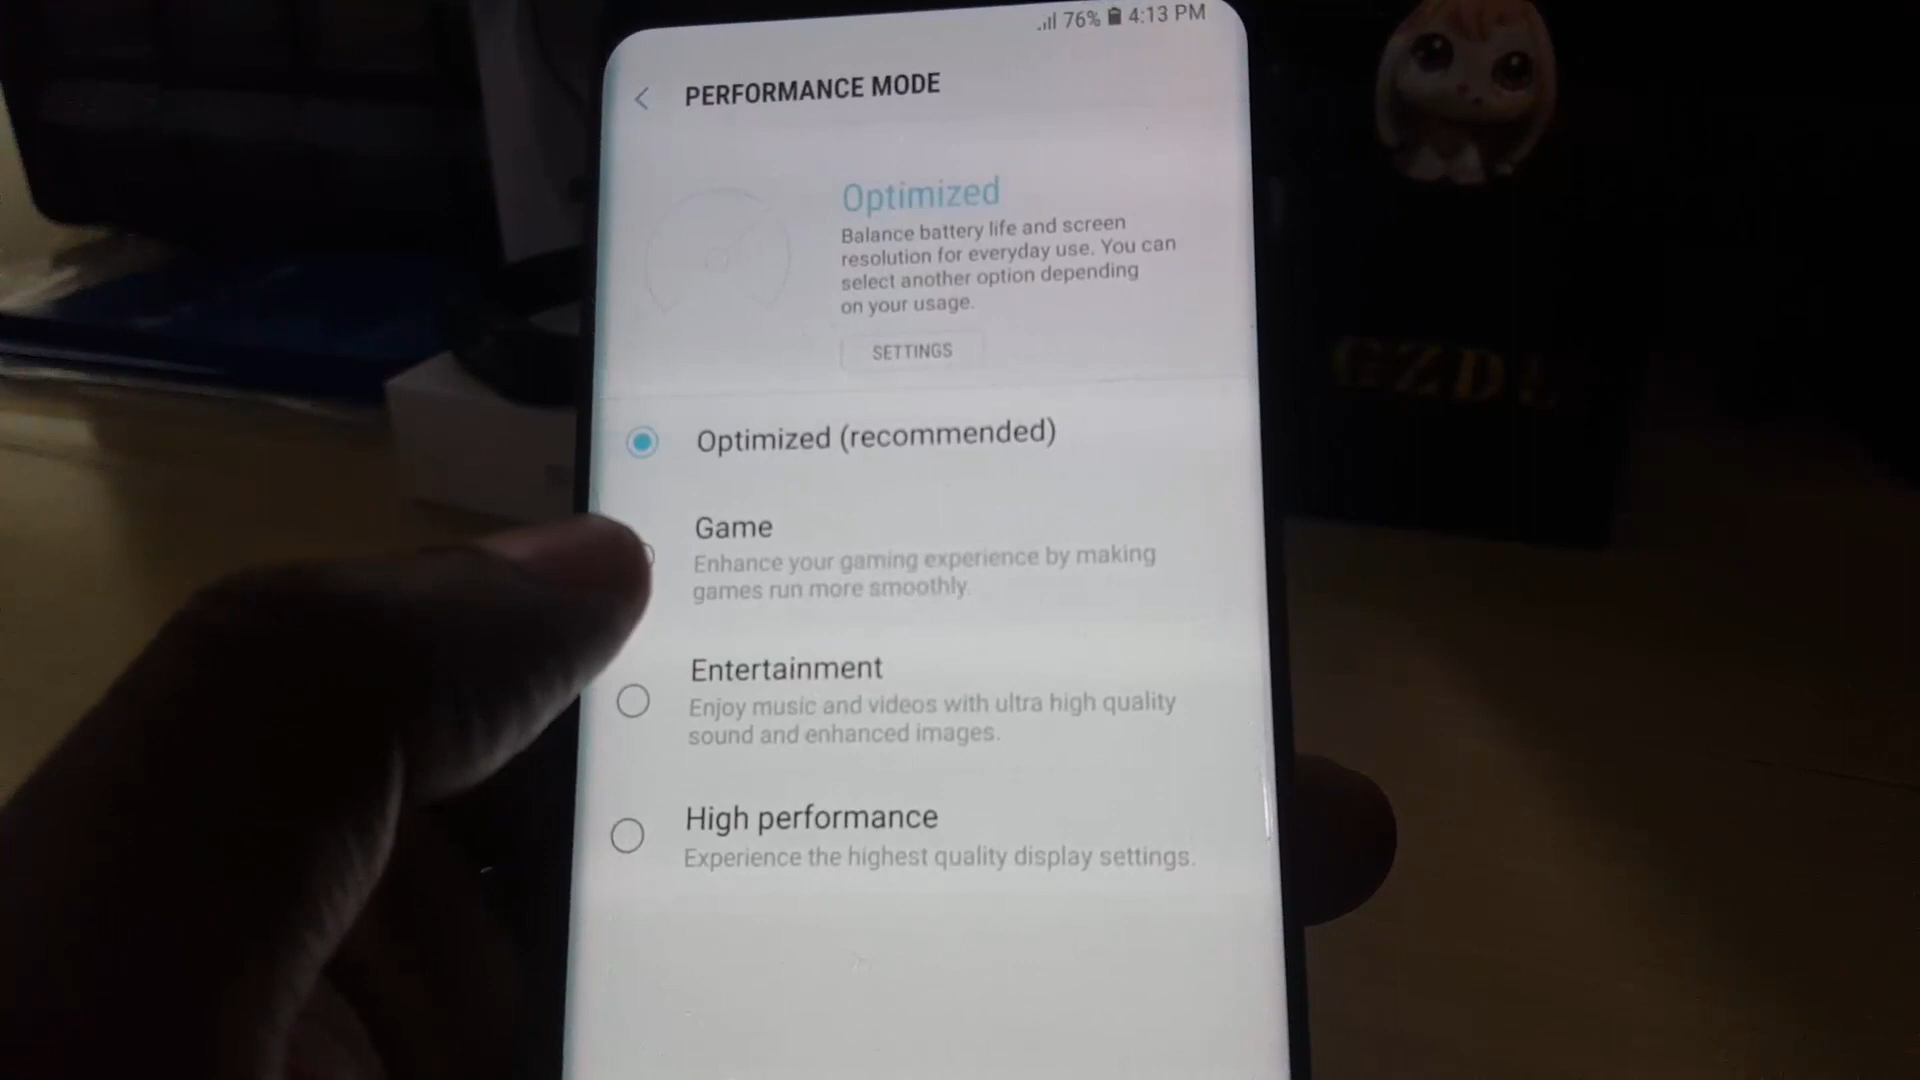 76% 4:13 PM
PERFORMANCE MODE
Optimized
Balance battery life and screen
resolution for everyday use. You can
select another option depending
on your usage.
SETTINGS
Optimized (recommended)
Game
Enhance your gaming experience by making
games run more smoothly.
Entertainment
Enjoy music and videos with ultra high quality
sound and enhanced images.
High performance
Experience the highest quality display settings.